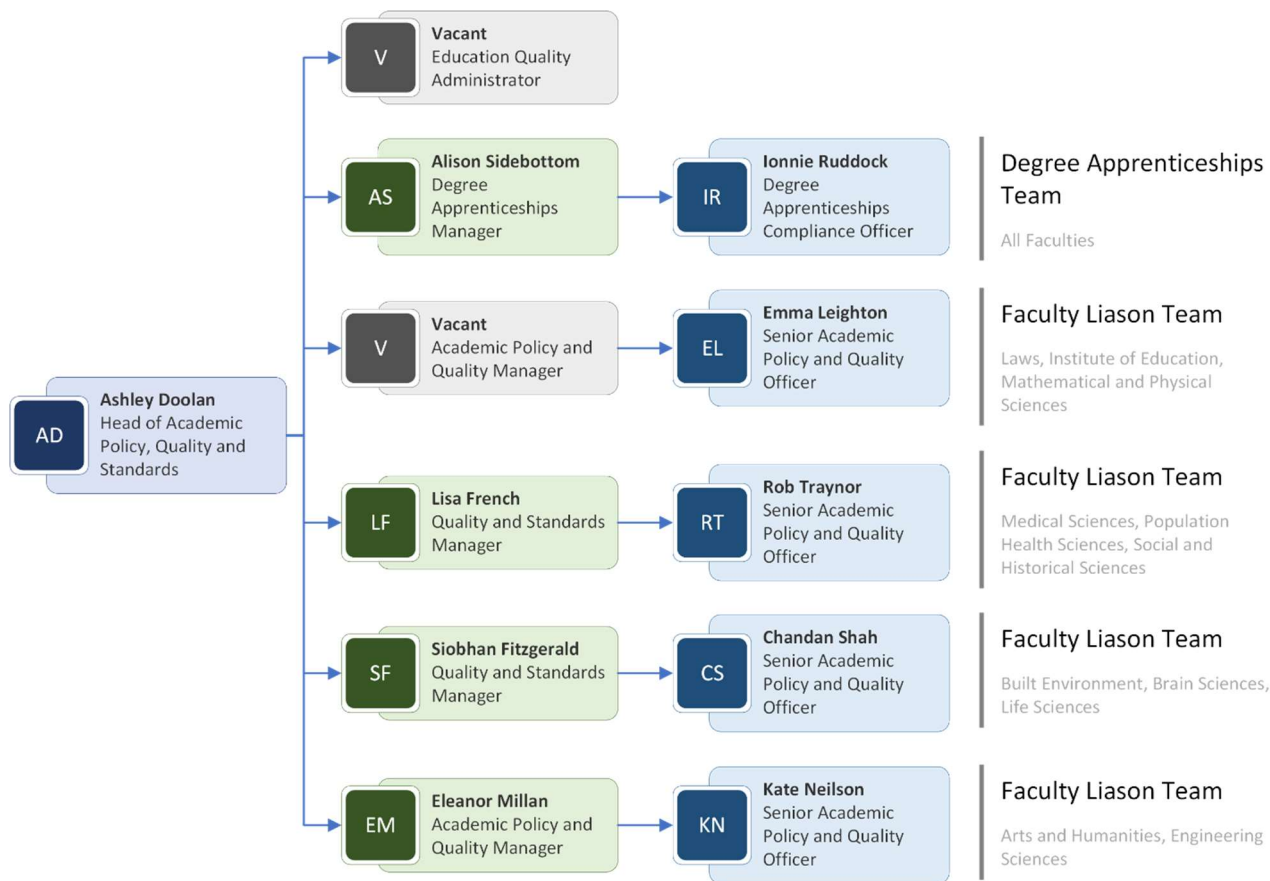 V
Vacant
Education Quality
Administrator
AS
Alison Sidebottom
Degree
Apprenticeships
Manager
IR
Ionnie Ruddock
Degree
Apprenticeships
Compliance Officer
Degree Apprenticeships
Team
All Faculties
V
Vacant
Academic Policy and
Quality Manager
EL
Emma Leighton
Senior Academic
Policy and Quality
Officer
Faculty Liason Team
Laws, Institute of Education,
Mathematical and Physical
Sciences
AD
Ashley Doolan
Head of Academic
Policy, Quality and
Standards
LF
Lisa French
Quality and Standards
Manager
RT
Rob Traynor
Senior Academic
Policy and Quality
Officer
Faculty Liason Team
Medical Sciences, Population
Health Sciences, Social and
Historical Sciences
SF
Siobhan Fitzgerald
Quality and Standards
Manager
CS
Chandan Shah
Senior Academic
Policy and Quality
Officer
Faculty Liason Team
Built Environment, Brain Sciences,
Life Sciences
EM
Eleanor Millan
Academic Policy and
Quality Manager
KN
Kate Neilson
Senior Academic
Policy and Quality
Officer
Faculty Liason Team
Arts and Humanities, Engineering
Sciences